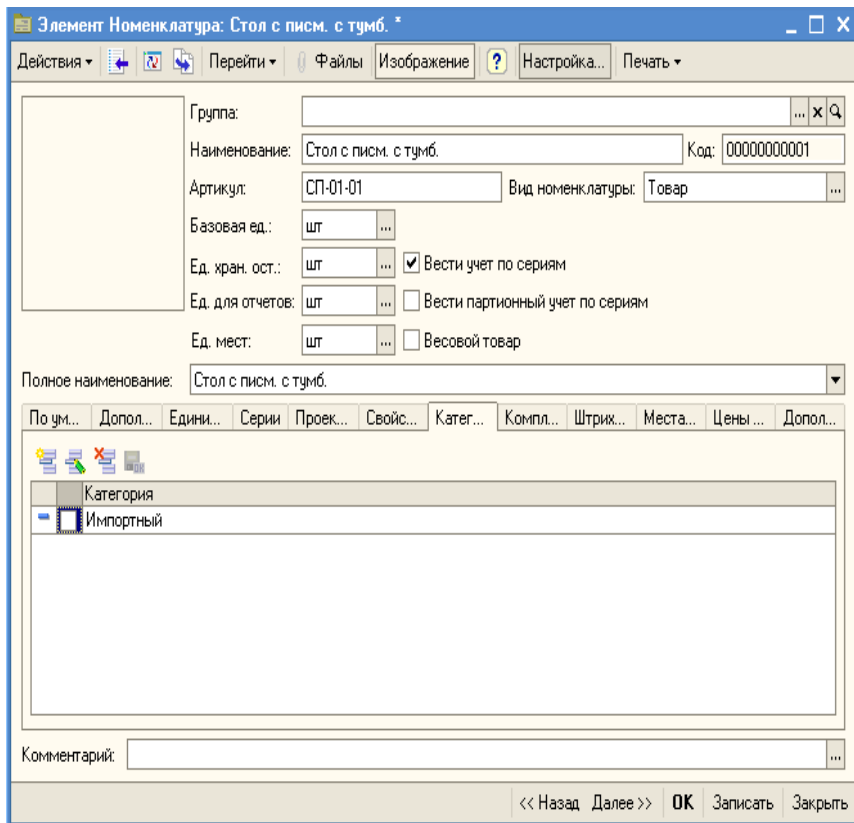 Элемент Номенклатура: Стол с писм. с тумб. *
Действия Перейти Файлы Изображение ? Настройка... Печать
Группа: ... x
Наименование: Стол с писм. с тумб. Код: 00000000001
Артикул: СП-01-01 Вид номенклатуры: Товар ...
Базовая ед.: шт ...
Ед. хран. ост.: шт ... Вести учет по сериям
Ед. для отчетов: шт ... Вести партионный учет по сериям
Ед. мест: шт ... Весовой товар
Полное наименование: Стол с писм. с тумб.
По ум... Допол... Едини... Серии Проек... Свойс... Катег... Компл... Штрих... Места... Цены ... Допол...
Категория
Импортный
Комментарий: ...
<< Назад Далее >> OK Записать Закрыть